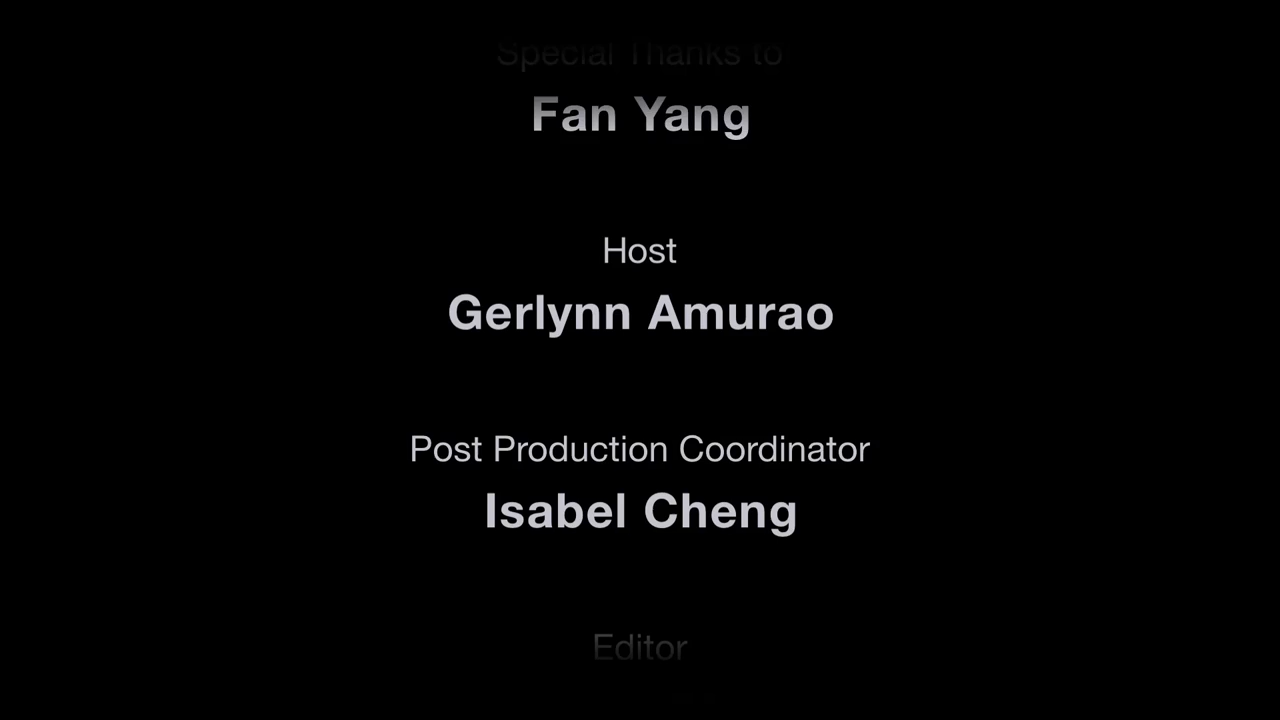 Special Thanks to
Fan Yang
Host
Gerlynn Amurao
Post Production Coordinator
Isabel Cheng
Editor